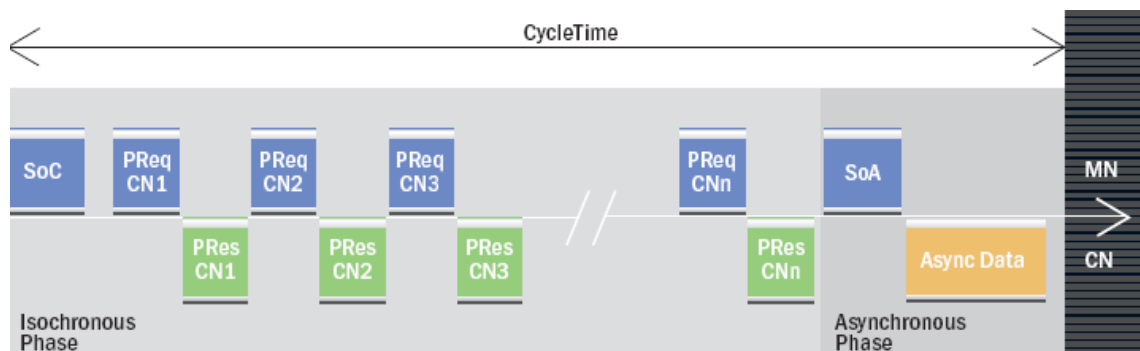 CycleTime
SoC
PReq
CN1
PReq
CN2
PReq
CN3
PReq
CNn
SoA
MN
PRes
CN1
PRes
CN2
PRes
CN3
PRes
CNn
Async Data
CN
Isochronous
Phase
Asynchronous
Phase